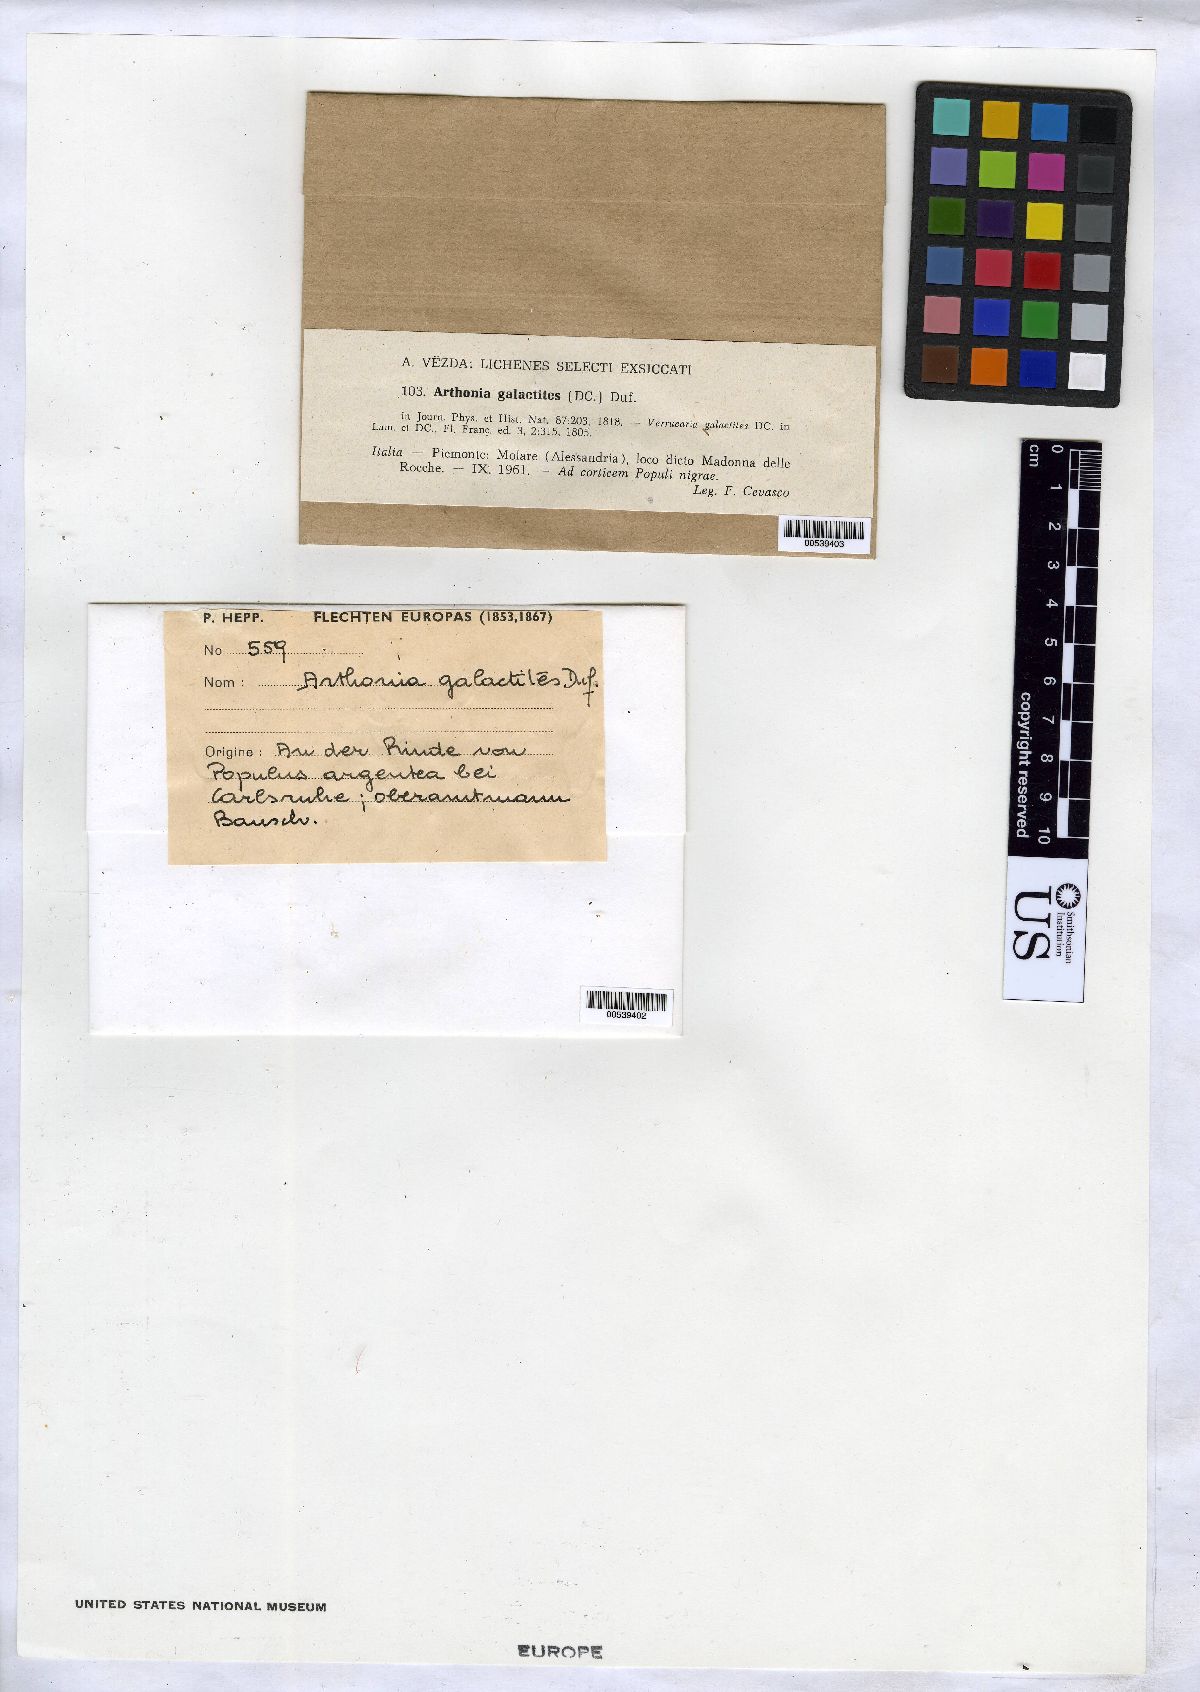 A. VĚZDA: LICHENES SELECTI EXSICCATI
103. Arthonia galactites (DC.) Duf.
in Journ. Phys. et Hist. Nat. 87:203, 1818. — Verrucaria galactites DC. in
Lam. et DC., Fl. Franç. ed. 3, 2:315, 1805.
Italia — Piemonte: Molare (Alessandria), loco dicto Madonna delle
Rocche. — IX. 1961. — Ad corticem Populi nigrae.
Leg. F. Cevasco
00539403
P. HEPP. FLECHTEN EUROPAS (1853,1867)
No 559
Nom : Arthonia galactitēs Duf.
Origine : An der Rinde von
Populus argentea bei
Carlsruhe ; oberamtmann
Bausch.
00539402
0 1 2 3 4 5 6 7 8 9 10
cm
copyright reserved
Smithsonian
Institution
US
UNITED STATES NATIONAL MUSEUM
EUROPE